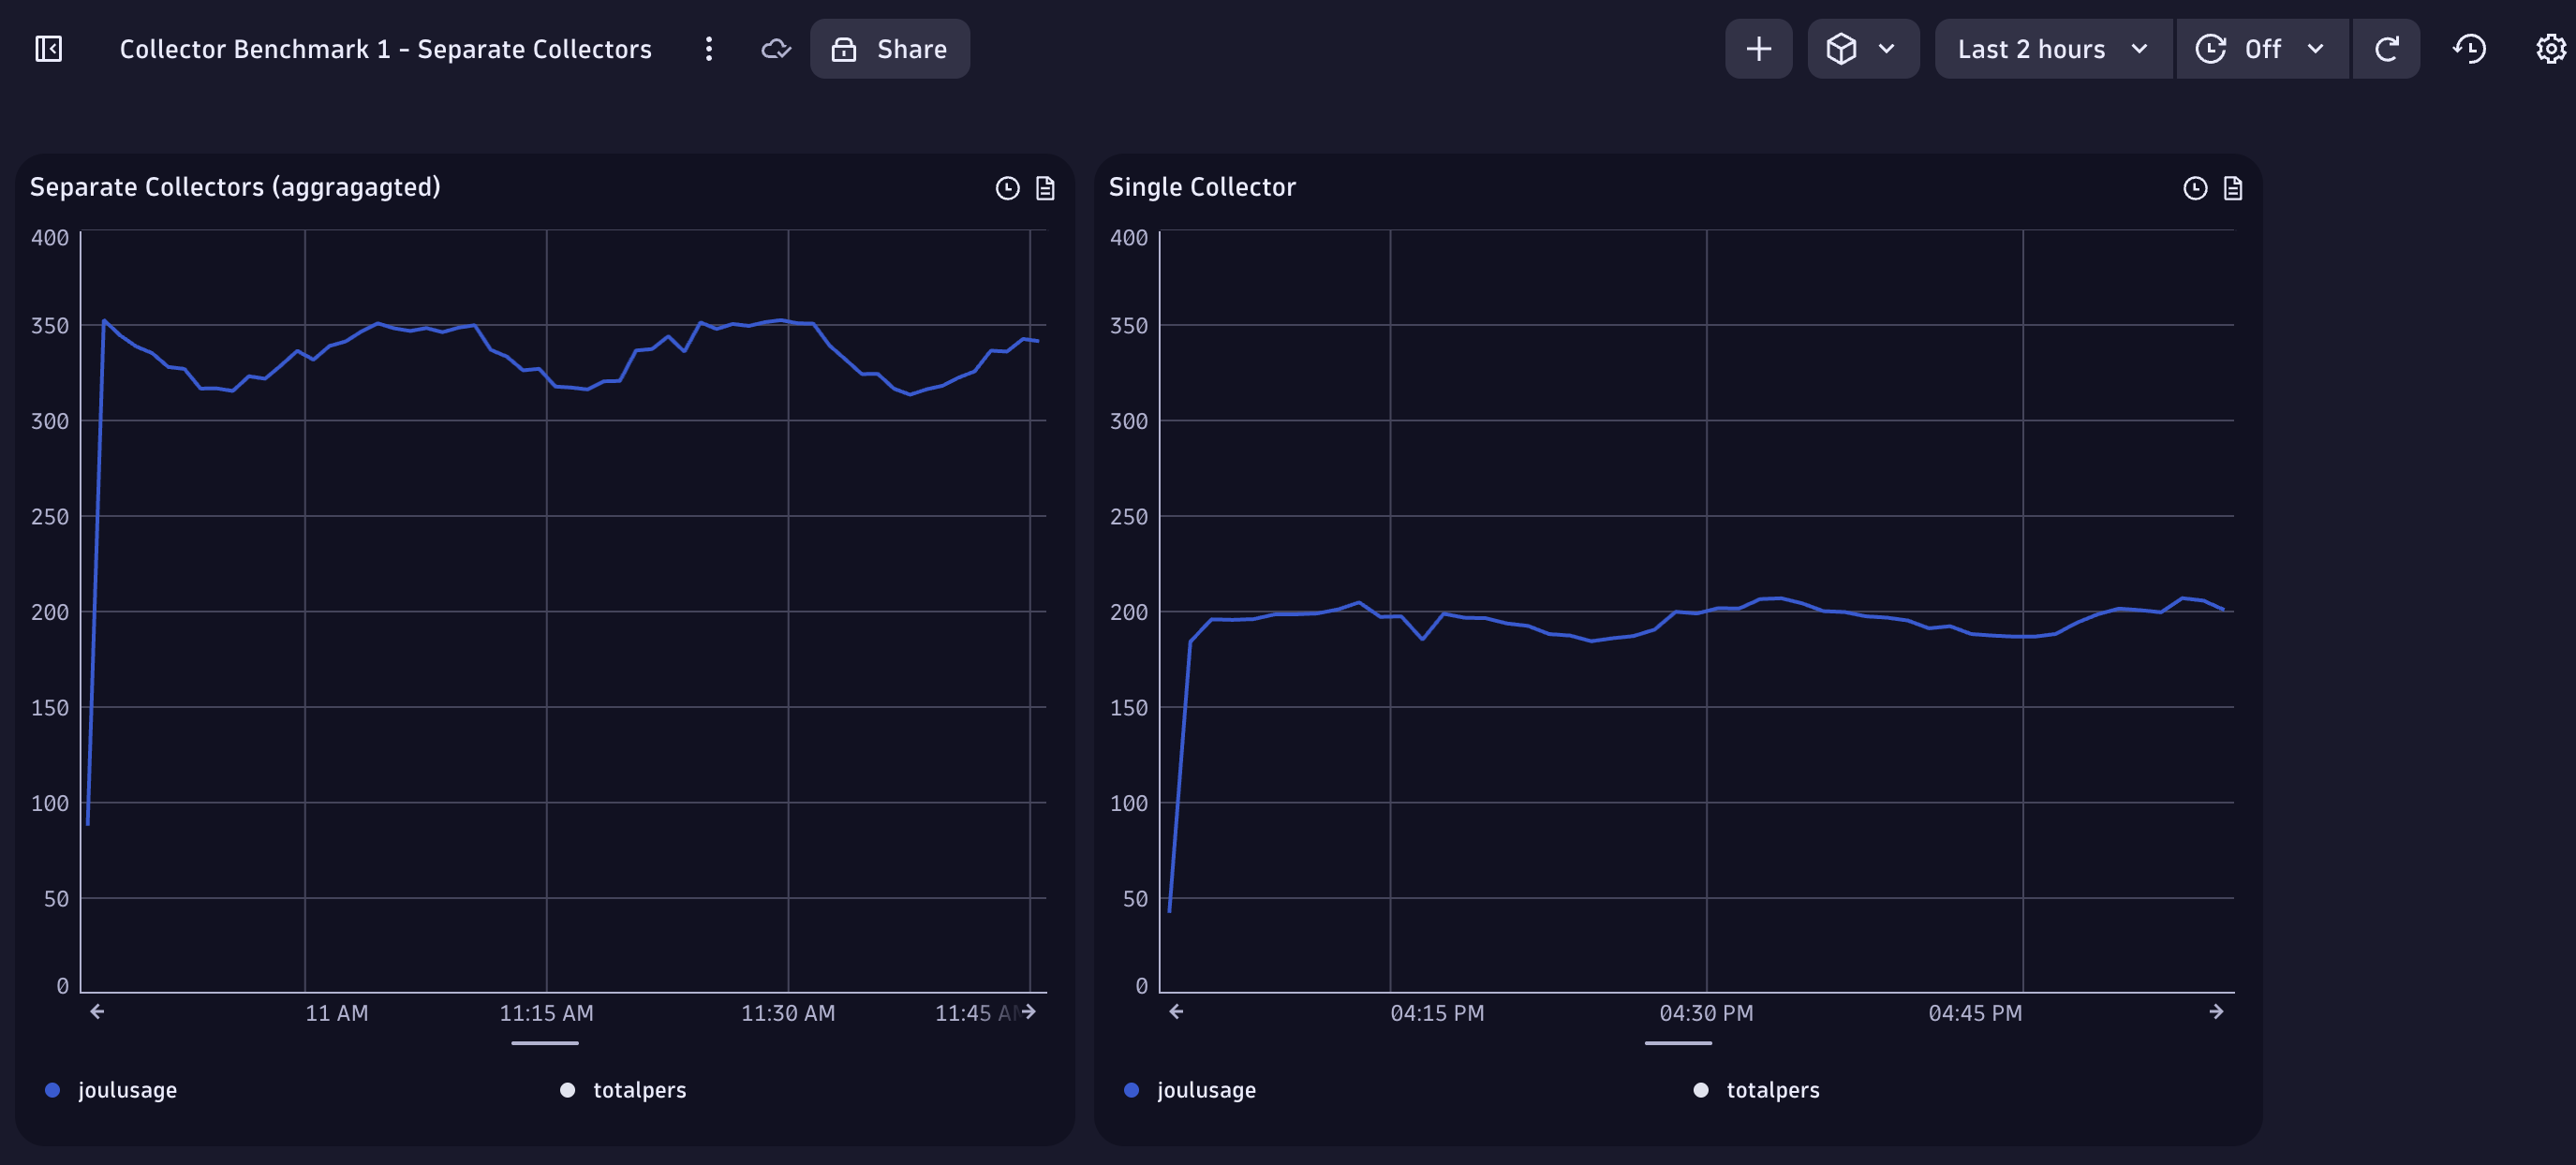 Collector Benchmark 1 - Separate Collectors
Share
Last 2 hours
Off
Separate Collectors (aggragagted)
400
350
300
250
200
150
100
50
0
11 AM
11:15 AM
11:30 AM
11:45 AM
joulusage
totalpers
Single Collector
400
350
300
250
200
150
100
50
0
04:15 PM
04:30 PM
04:45 PM
joulusage
totalpers